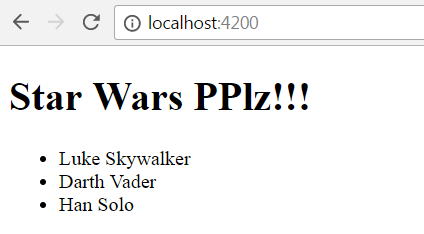 localhost:4200
Star Wars PPlz!!!
Luke Skywalker
Darth Vader
Han Solo